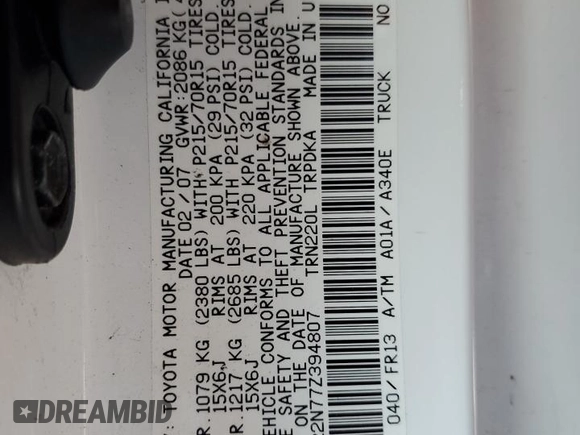 : TOYOTA MOTOR MANUFACTURING CALIFORNIA
DATE 02/07 GVWR: 2086 KG(
R. 1079 KG (2380 LBS) WITH: P215/70R15 TIRES
15X6J RIMS AT 200 KPA (29 PSI) COLD.
R. 1217 KG (2685 LBS) WITH P215/70R15 TIRES
15X6J RIMS AT 220 KPA (32 PSI) COLD.
EHICLE CONFORMS TO ALL APPLICABLE FEDERAL
E SAFETY AND THEFT PREVENTION STANDARDS IN
ON THE DATE OF MANUFACTURE SHOWN ABOVE.
2N77Z394807 TRN220L TRPDKA MADE IN U
040/FR13 A/TM A01A/A340E TRUCK NO
DREAMBID
dreambid.com